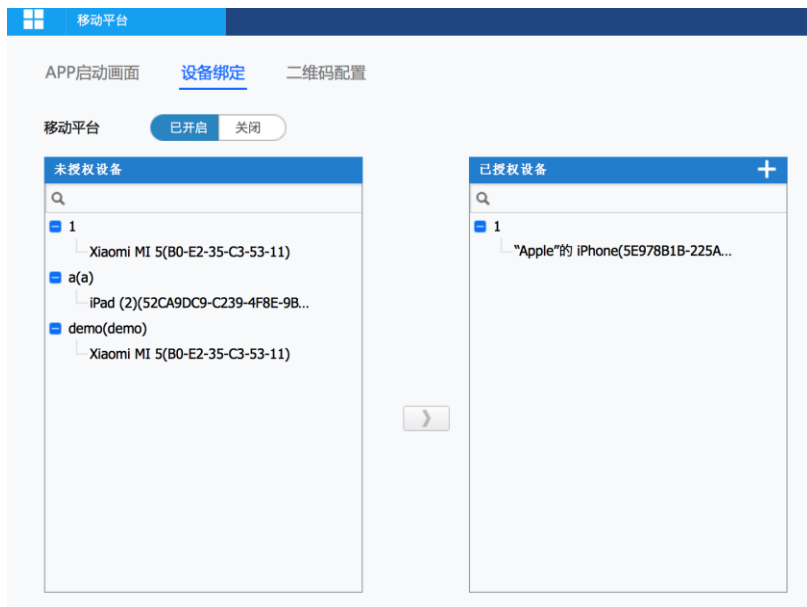 移动平台
APP启动画面 设备绑定 二维码配置
移动平台 已开启 关闭
未授权设备
1
Xiaomi MI 5(B0-E2-35-C3-53-11)
a(a)
iPad (2)(52CA9DC9-C239-4F8E-9B...
demo(demo)
Xiaomi MI 5(B0-E2-35-C3-53-11)
已授权设备
1
“Apple”的 iPhone(5E978B1B-225A...